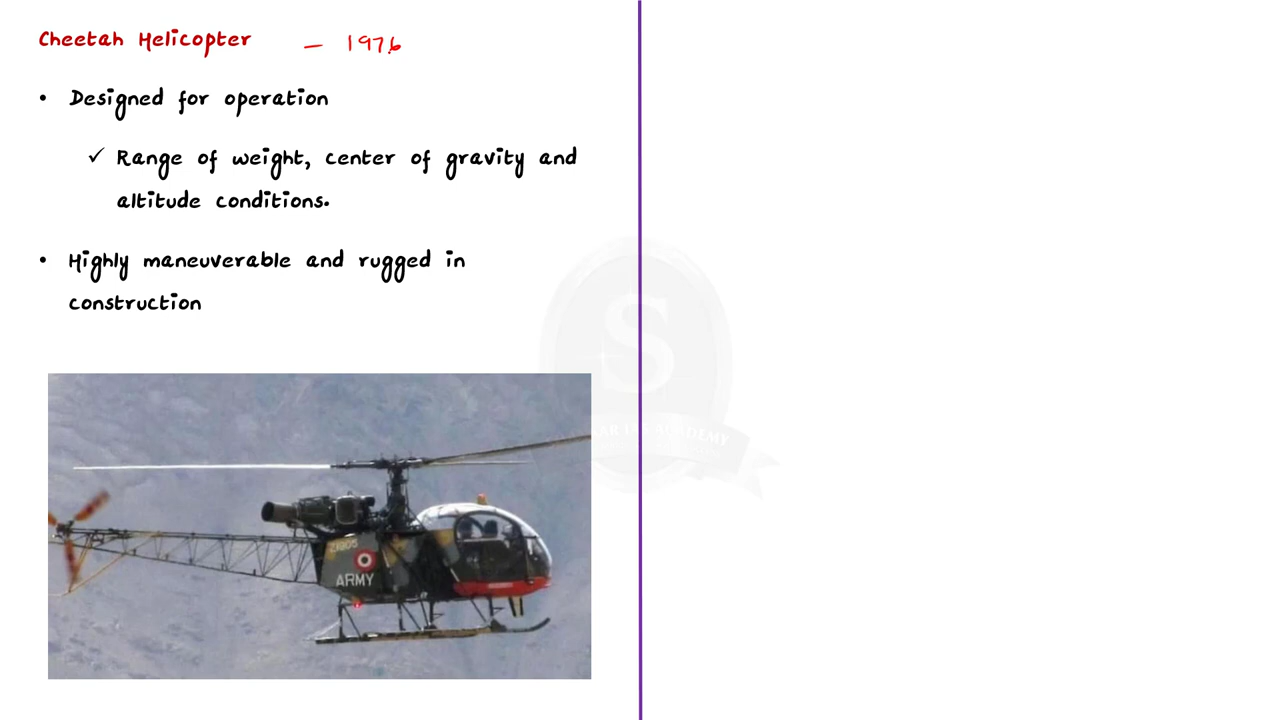 Cheetah Helicopter – 1976
• Designed for operation
✓ Range of weight, center of gravity and
altitude conditions.
• Highly maneuverable and rugged in
construction
S
ACADEMY
ARMY